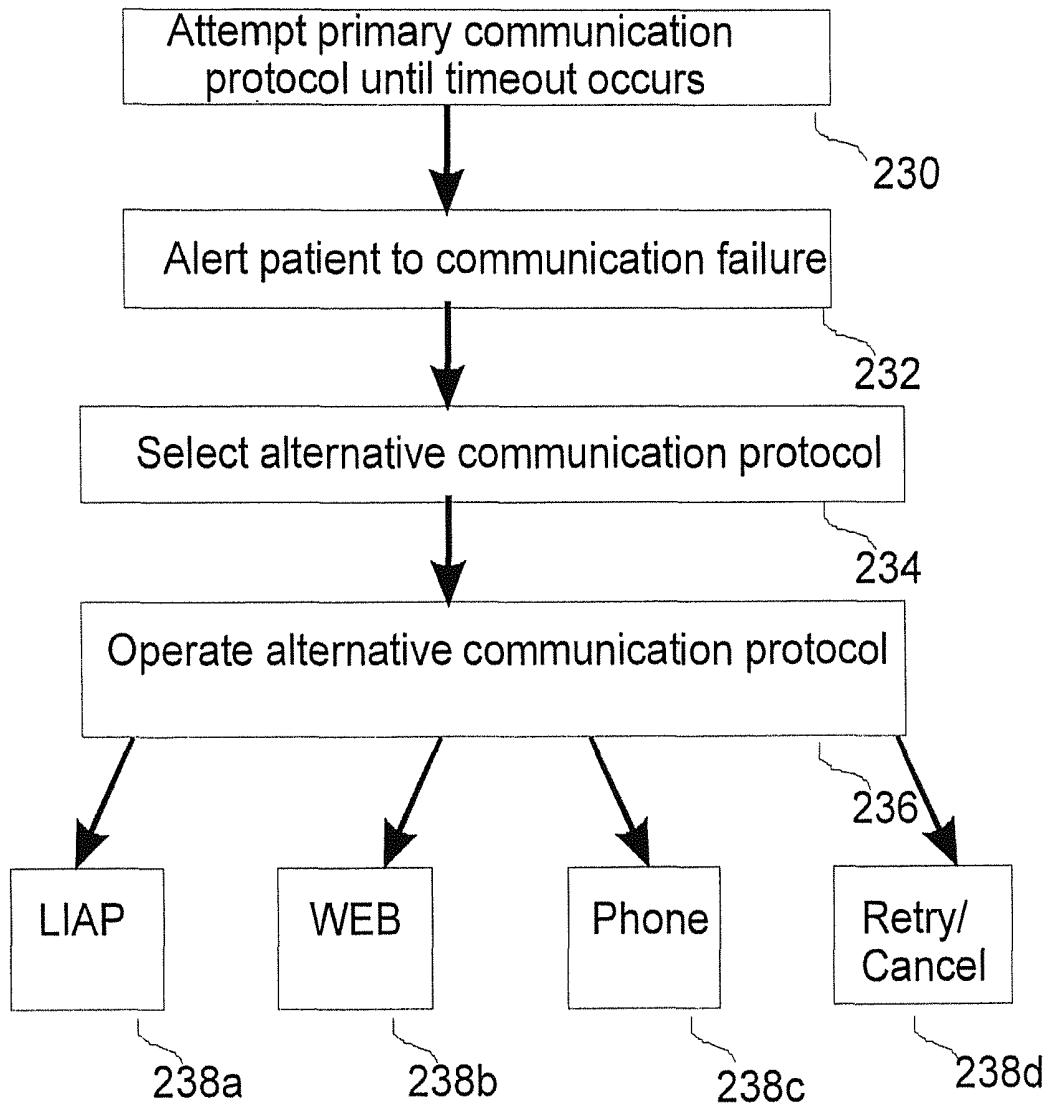 Attempt primary communication
protocol until timeout occurs
230
Alert patient to communication failure
232
Select alternative communication protocol
234
Operate alternative communication protocol
236
LIAP
WEB
Phone
Retry/
Cancel
238a
238b
238c
238d